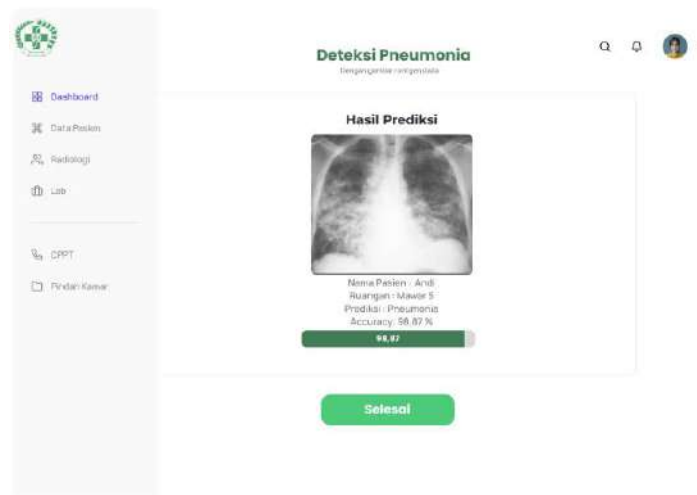 Deteksi Pneumonia
Dashboard
Data Pasien
Radiologi
Lab
CPPT
Pindah Kamar
Hasil Prediksi
Nama Pasien : Andi
Ruangan : Mawar 5
Prediksi : Pneumonia
Accuracy: 98,87 %
98,87
Selesai